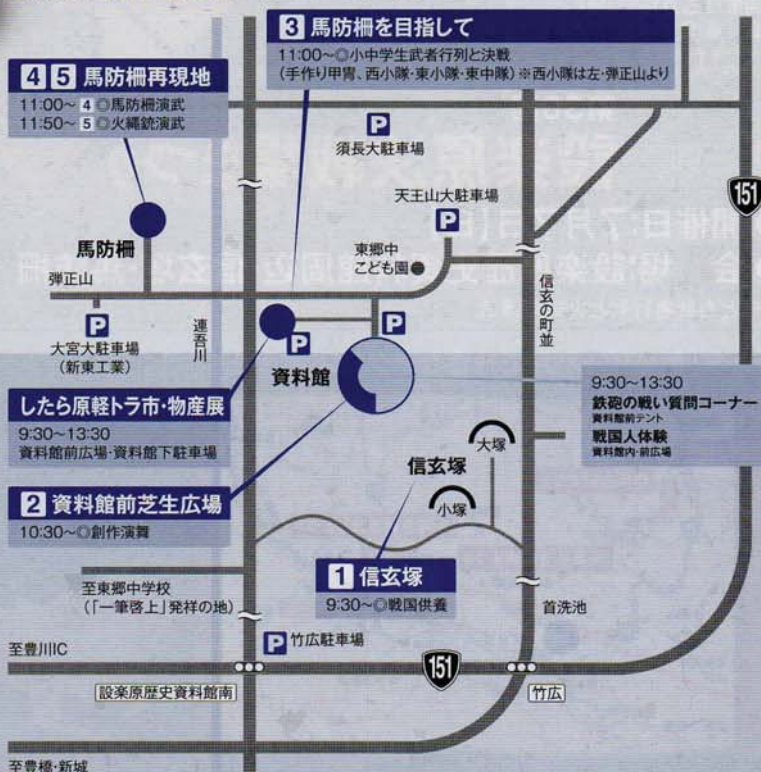 3 馬防柵を目指して
11:00~◎小中学生武者行列と決戦
(手作り甲冑、西小隊・東小隊・東中隊) ※西小隊は左・弾正山より
4 5 馬防柵再現地
11:00~ 4 ◎馬防柵演武
11:50~ 5 ◎火縄銃演武
P
須長大駐車場
天王山大駐車場
P
151
馬防柵
東郷中
こども園
弾正山
P
大宮大駐車場
(新東工業)
連吾川
信玄の町並
P
P
資料館
したら原軽トラ市・物産展
9:30~13:30
資料館前広場・資料館下駐車場
9:30~13:30
鉄砲の戦い質問コーナー
資料館前テント
戦国人体験
資料館内・前広場
大塚
信玄塚
小塚
2 資料館前芝生広場
10:30~◎創作演舞
1 信玄塚
9:30~◎戦国供養
至東郷中学校
(「一筆啓上」発祥の地)
首洗池
至豊川IC
P 竹広駐車場
151
設楽原歴史資料館南
竹広
至豊橋・新城